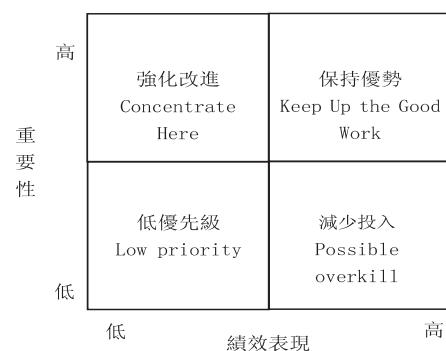 高
強化改進
Concentrate
Here
保持優勢
Keep Up the Good
Work
重
要
性
低優先級
Low priority
減少投入
Possible
overkill
低
低
績效表現
高